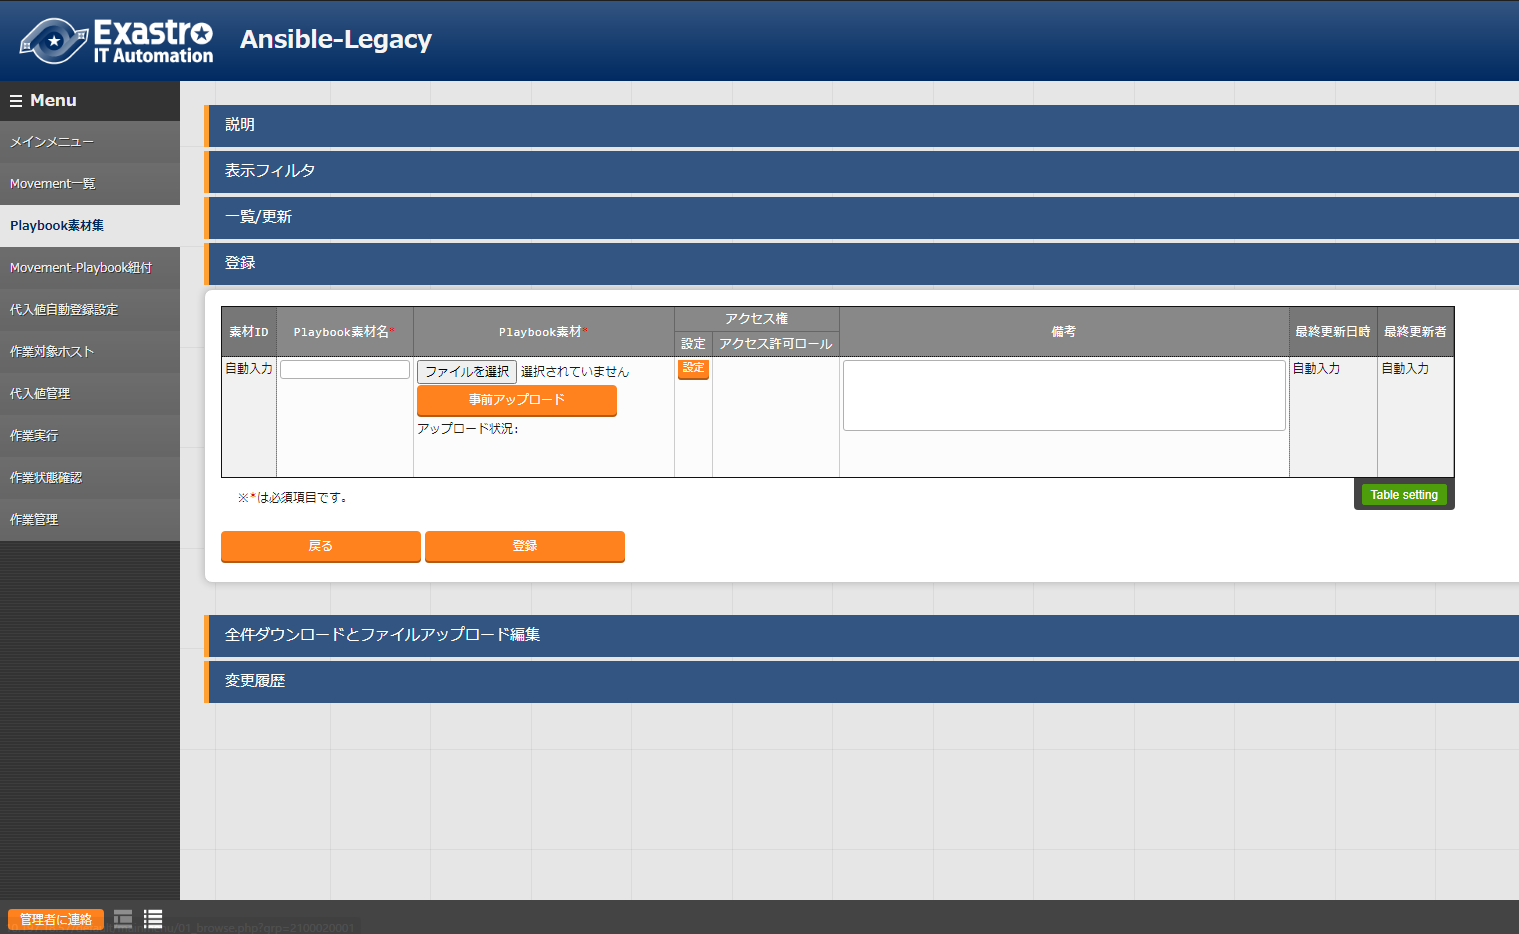 Exastro
IT Automation
Ansible-Legacy
Menu
メインメニュー
Movement一覧
Playbook素材集
Movement-Playbook紐付
代入値自動登録設定
作業対象ホスト
代入値管理
作業実行
作業状態確認
作業管理
説明
表示フィルタ
一覧/更新
登録
素材ID Playbook素材名* Playbook素材* アクセス権 備考 最終更新日時 最終更新者
設定 アクセス許可ロール
自動入力 ファイルを選択 選択されていません 設定 自動入力 自動入力
事前アップロード
アップロード状況:
※*は必須項目です。
Table setting
戻る 登録
全件ダウンロードとファイルアップロード編集
変更履歴
管理者に連絡
/01_browse.php?grp=2100020001